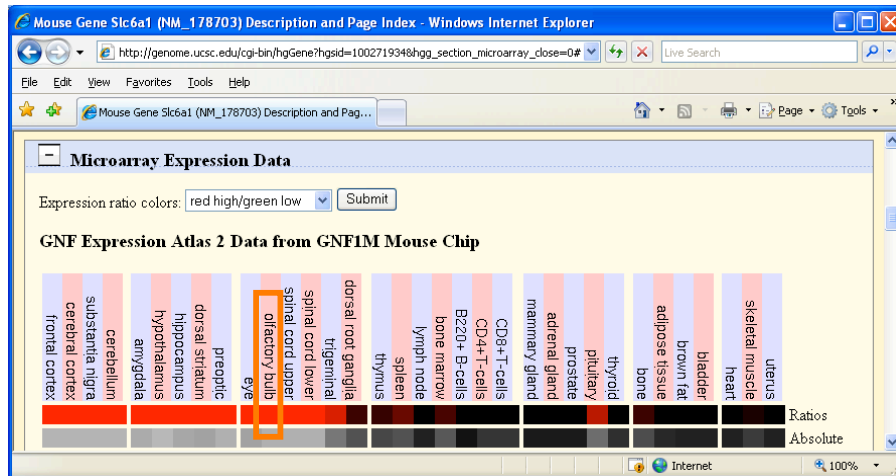 Mouse Gene Slc6a1 (NM_178703) Description and Page Index - Windows Internet Explorer
http://genome.ucsc.edu/cgi-bin/hgGene?hgsid=100271934&hgg_section_microarray_close=0#
Live Search
File Edit View Favorites Tools Help
Mouse Gene Slc6a1 (NM_178703) Description and Pag...
Page Tools »
Microarray Expression Data
Expression ratio colors: red high/green low Submit
GNF Expression Atlas 2 Data from GNF1M Mouse Chip
frontal cortex
cerebral cortex
substantia nigra
cerebellum
amygdala
hypothalamus
hippocampus
dorsal striatum
preoptic
eye
olfactory bulb
spinal cord upper
spinal cord lower
trigeminal
dorsal root ganglia
thymus
spleen
lymph node
bone marrow
B220+ B-cells
CD4+T-cells
CD8+T-cells
mammary gland
adrenal gland
prostate
pituitary
thyroid
bone
adipose tissue
brown fat
bladder
heart
skeletal muscle
uterus
Ratios
Absolute
Internet 100%